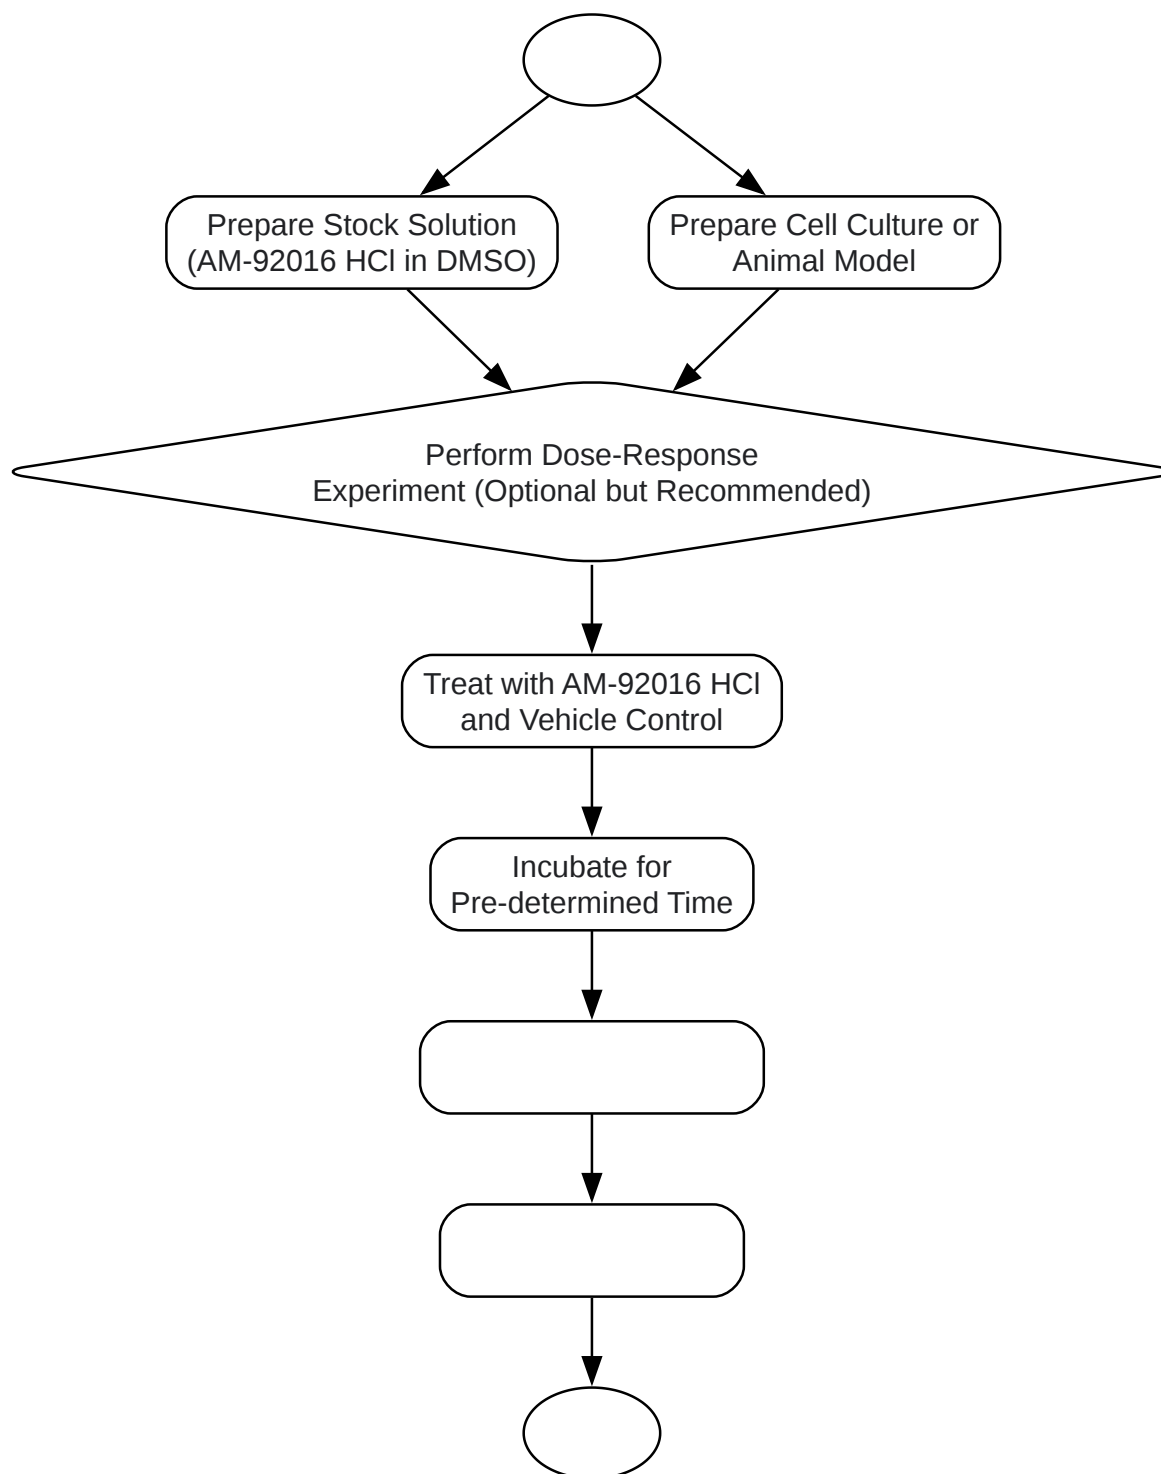 Prepare Stock Solution
(AM-92016 HCl in DMSO)
Prepare Cell Culture or
Animal Model
Perform Dose-Response
Experiment (Optional but Recommended)
Treat with AM-92016 HCl
and Vehicle Control
Incubate for
Pre-determined Time